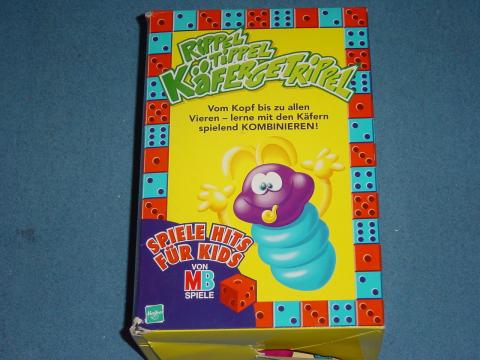 RIPPEL
TIPPEL
KÄFERGETRIPPEL
Vom Kopf bis zu allen
Vieren – lerne mit den Käfern
spielend KOMBINIEREN!
SPIELE HITS
FÜR KIDS
VON
MB
SPIELE
Hasbro